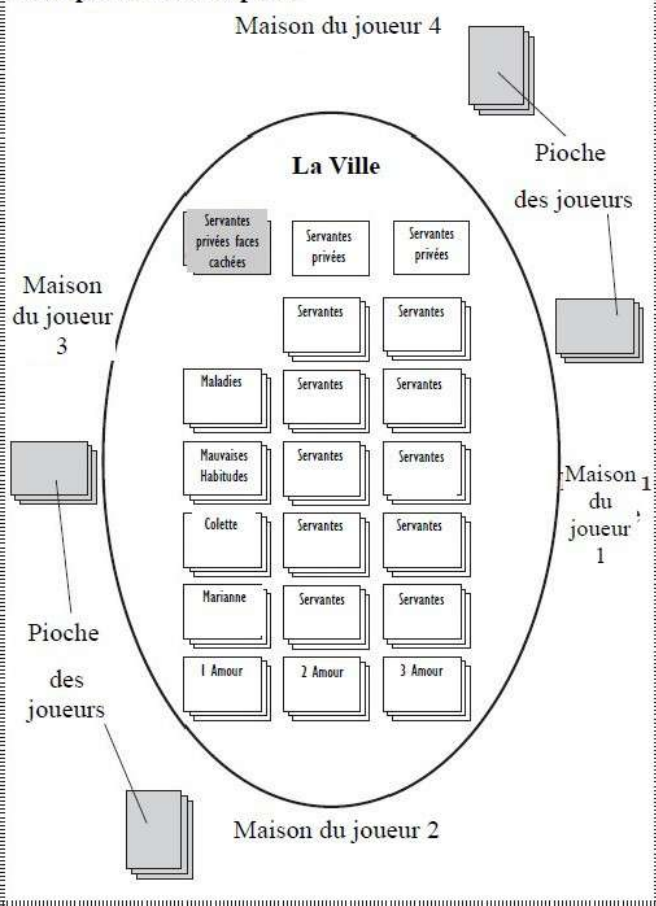 Maison du joueur 4
La Ville
Pioche
des joueurs
Servantes
privées faces
cachées
Servantes
privées
Servantes
privées
Maison
du joueur
3
Servantes
Servantes
Maladies
Servantes
Servantes
Mauvaises
Habitudes
Servantes
Servantes
Maison
du
joueur
1
1
Colette
Servantes
Servantes
Marianne
Servantes
Servantes
Pioche
des
joueurs
1 Amour
2 Amour
3 Amour
Maison du joueur 2